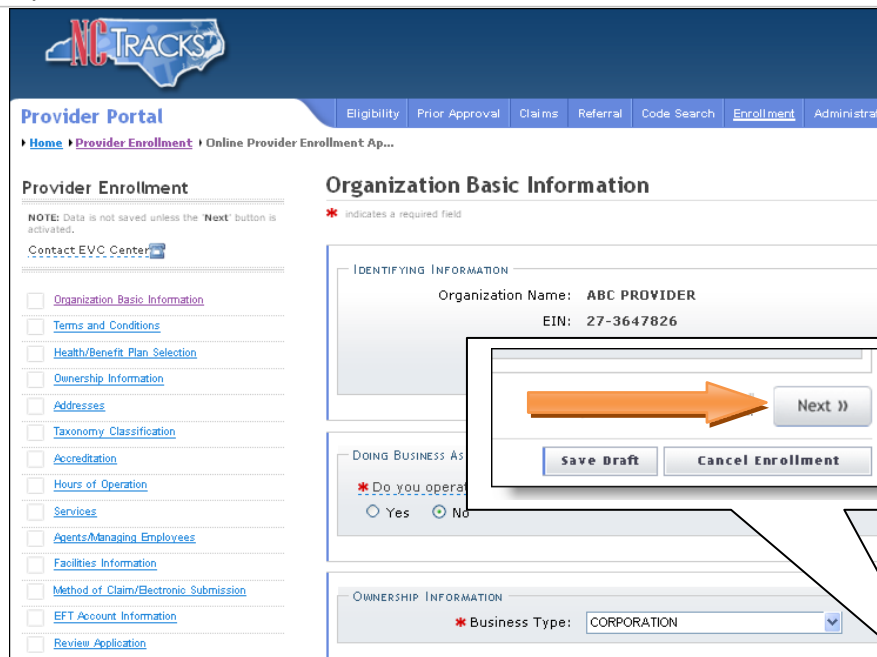 NCTRACKS
Provider Portal
Eligibility Prior Approval Claims Referral Code Search Enrollment Administrat
Home Provider Enrollment Online Provider Enrollment Ap...
Provider Enrollment
NOTE: Data is not saved unless the 'Next' button is
activated.
Contact EVC Center
Organization Basic Information
Terms and Conditions
Health/Benefit Plan Selection
Ownership Information
Addresses
Taxonomy Classification
Accreditation
Hours of Operation
Services
Agents/Managing Employees
Facilities Information
Method of Claim/Electronic Submission
EFT Account Information
Review Application
Organization Basic Information
* indicates a required field
IDENTIFYING INFORMATION
Organization Name: ABC PROVIDER
EIN: 27-3647826
Next »
Save Draft Cancel Enrollment
DOING BUSINESS AS
* Do you operat
Yes No
OWNERSHIP INFORMATION
* Business Type: CORPORATION